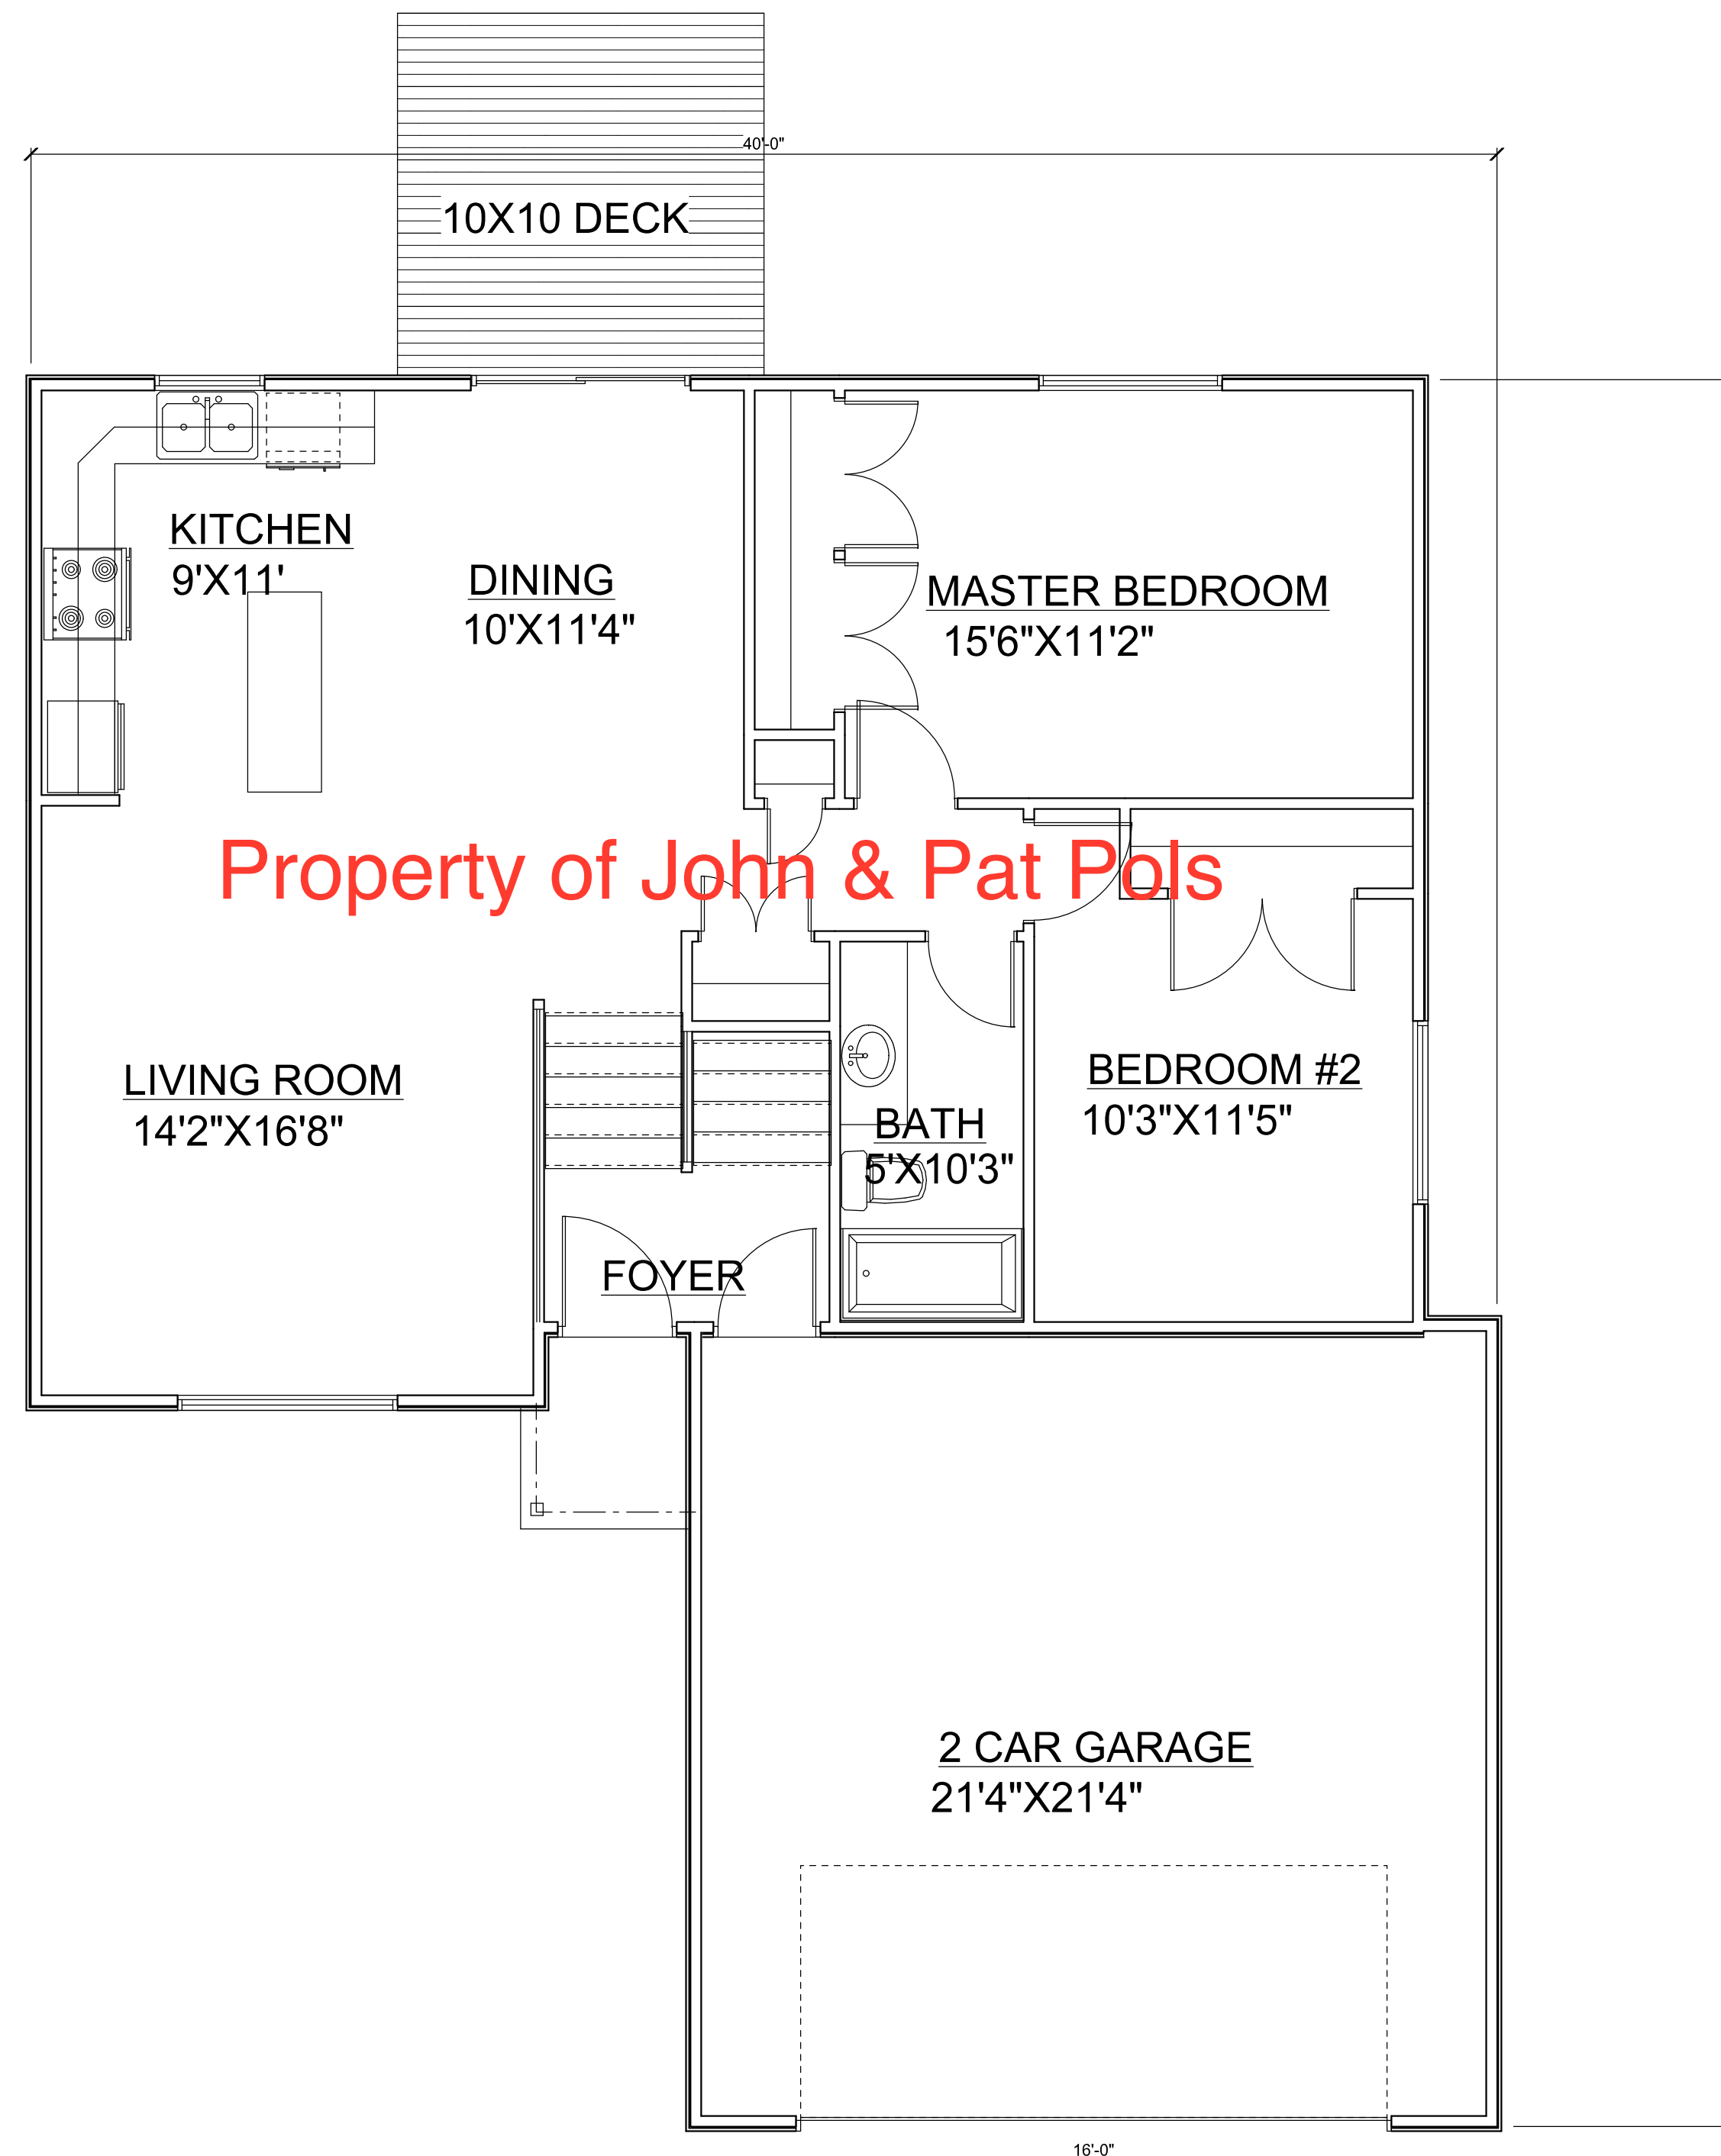 40'-0"
10X10 DECK
KITCHEN
9'X11'
DINING
10'X11'4"
MASTER BEDROOM
15'6"X11'2"
Property of John & Pat Pols
LIVING ROOM
14'2"X16'8"
BEDROOM #2
10'3"X11'5"
BATH
5'X10'3"
FOYER
2 CAR GARAGE
21'4"X21'4"
16'-0"